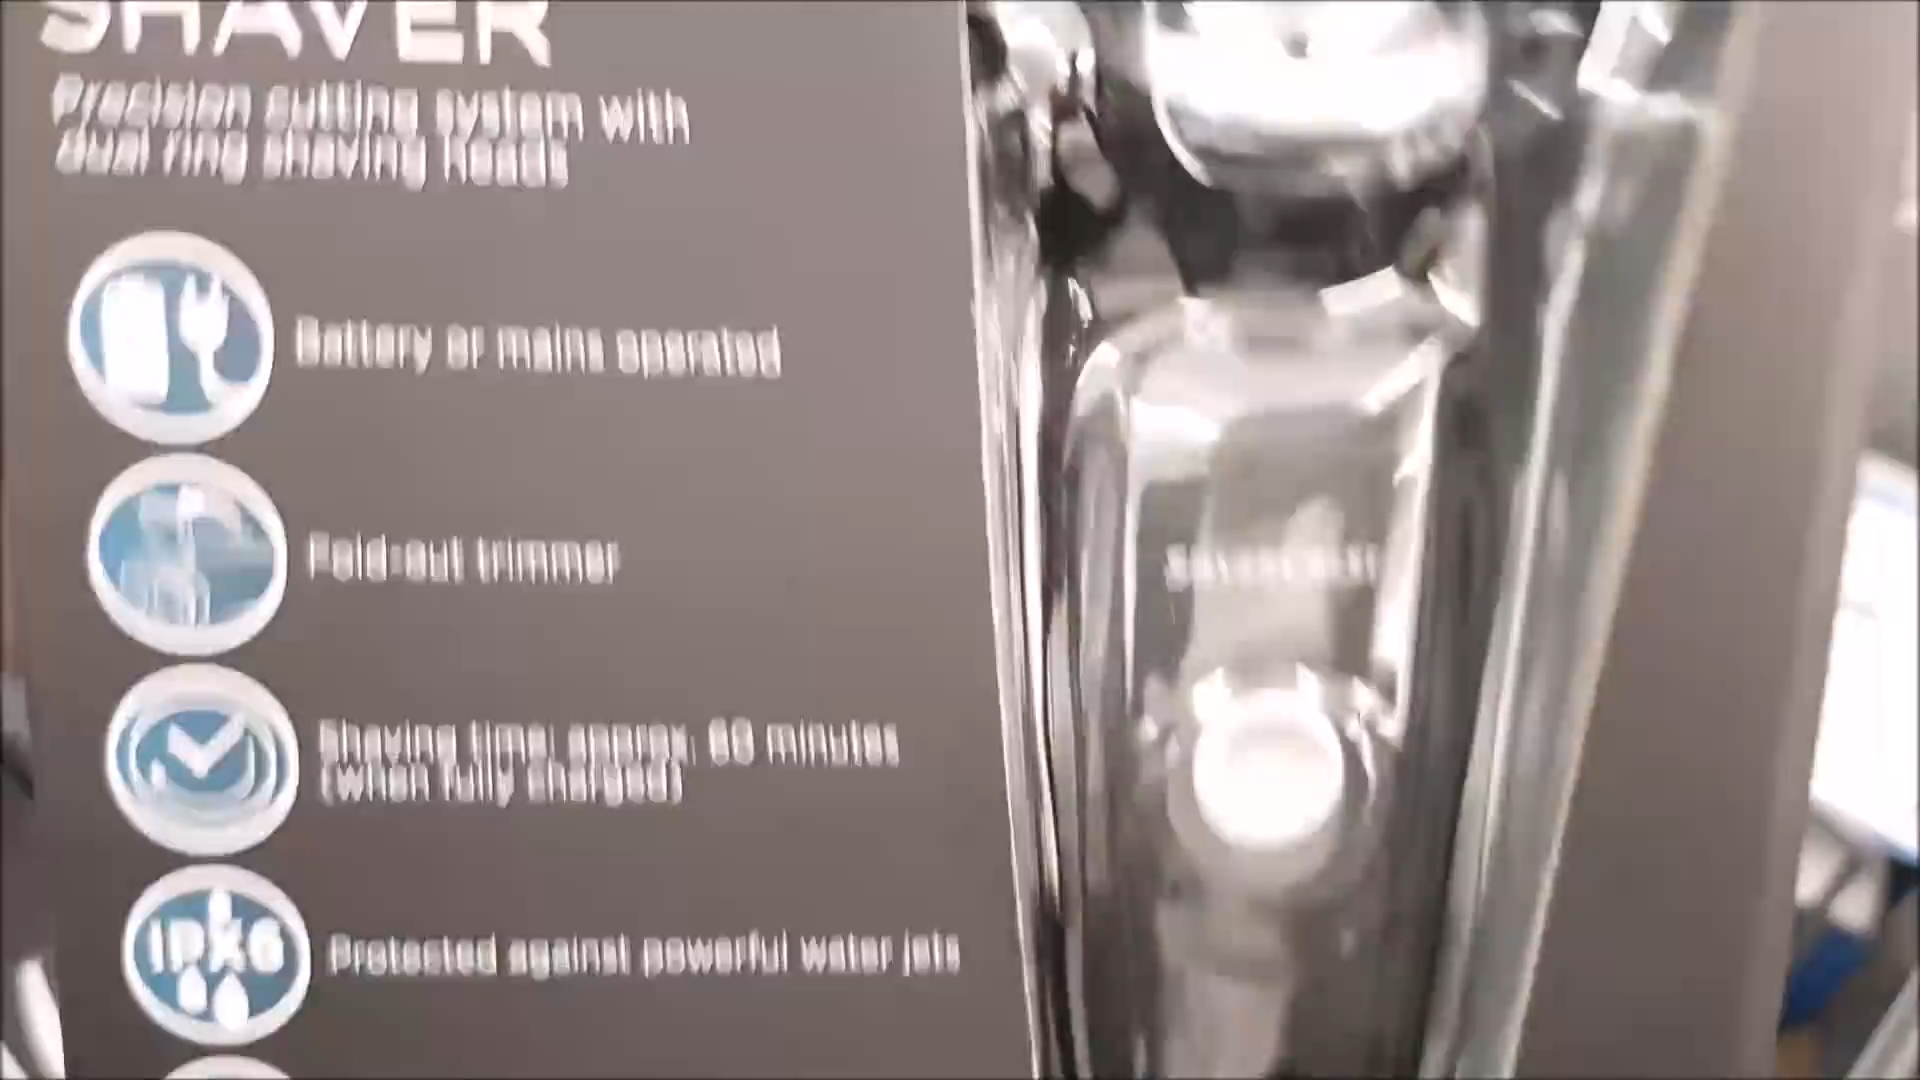 SHAVER
Precision cutting system with
dual ring shaving heads
Battery or mains operated
Fold-out trimmer
Shaving time: approx. 60 minutes
(when fully charged)
IPX6
Protected against powerful water jets
SILVERCREST